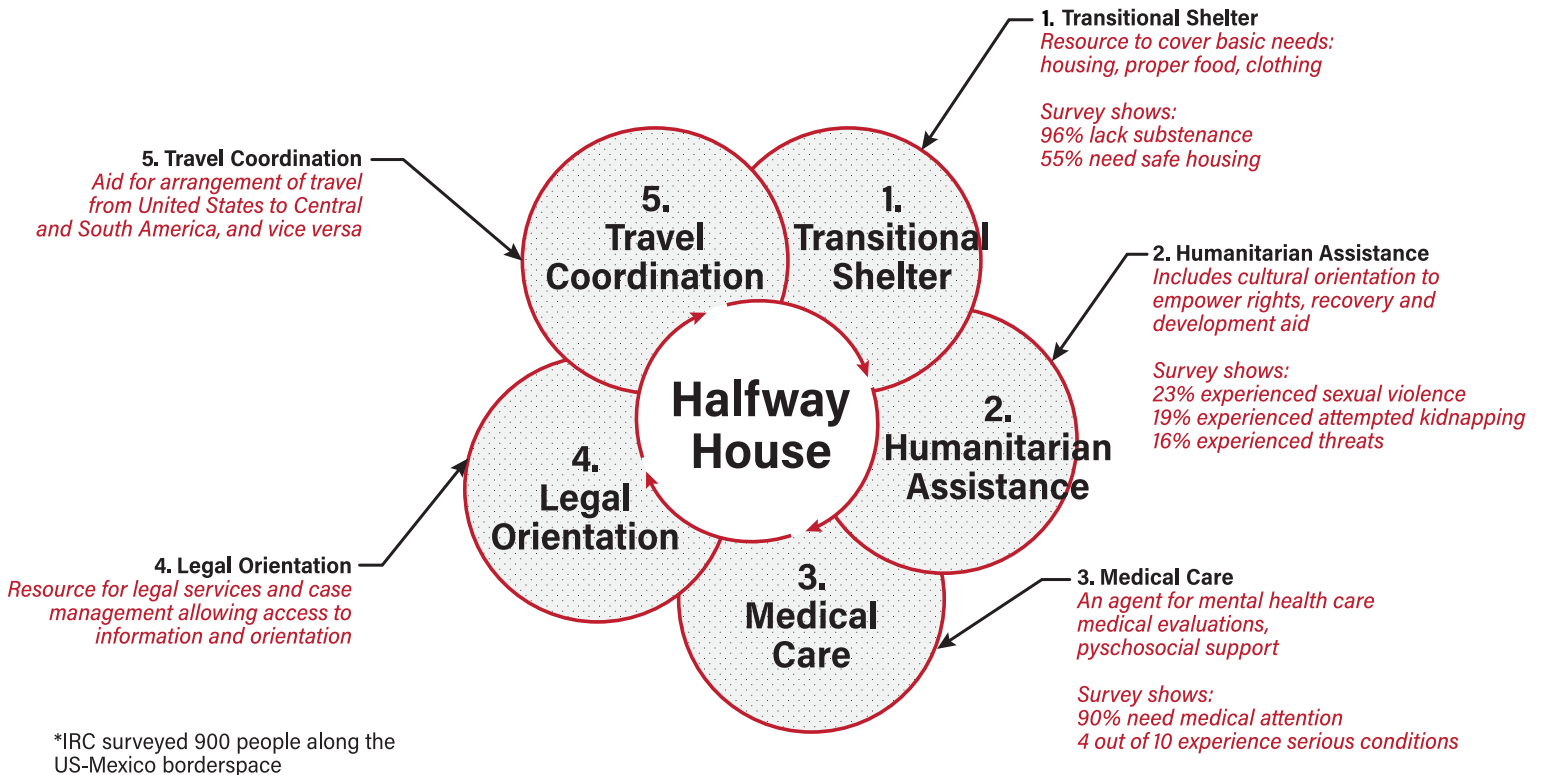 1. Transitional Shelter
Resource to cover basic needs:
housing, proper food, clothing
Survey shows:
96% lack substenance
55% need safe housing
5. Travel Coordination
Aid for arrangement of travel
from United States to Central
and South America, and vice versa
5.
Travel
Coordination
1.
Transitional
Shelter
2. Humanitarian Assistance
Includes cultural orientation to
empower rights, recovery and
development aid
Survey shows:
23% experienced sexual violence
19% experienced attempted kidnapping
16% experienced threats
Halfway
House
2.
Humanitarian
Assistance
4.
Legal
Orientation
4. Legal Orientation
Resource for legal services and case
management allowing access to
information and orientation
3.
Medical
Care
3. Medical Care
An agent for mental health care
medical evaluations,
pyschosocial support
Survey shows:
90% need medical attention
4 out of 10 experience serious conditions
*IRC surveyed 900 people along the
US-Mexico borderspace